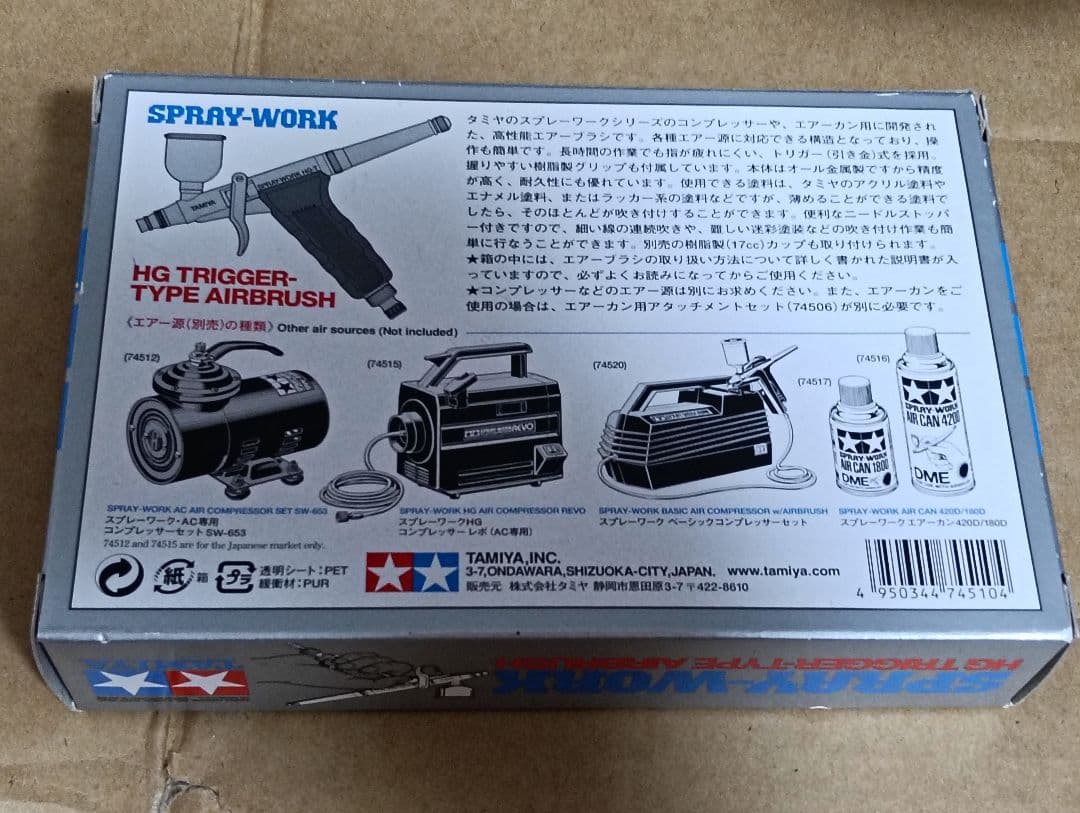 SPRAY-WORK
SPRAY-WORK HG-T
TAMIYA
HG TRIGGER-
TYPE AIRBRUSH
タミヤのスプレーワークシリーズのコンプレッサーや、エアーカン用に開発され
た、高性能エアーブラシです。各種エアー源に対応できる構造となっており、操
作も簡単です。長時間の作業でも指が疲れにくい、トリガー(引き金)式を採用。
握りやすい樹脂製グリップも付属しています。本体はオール金属製ですから精度
が高く、耐久性にも優れています。使用できる塗料は、タミヤのアクリル塗料や
エナメル塗料、またはラッカー系の塗料などですが、薄めることができる塗料で
したら、そのほとんどが吹き付けすることができます。便利なニードルストッパ
ー付きですので、細い線の連続吹きや、難しい迷彩塗装などの吹き付け作業も簡
単に行なうことができます。別売の樹脂製(17cc)カップも取り付けられます。
★箱の中には、エアーブラシの取り扱い方法について詳しく書かれた説明書が入
っていますので、必ずよくお読みになってからご使用ください。
★コンプレッサーなどのエアー源は別にお求めください。また、エアーカンをご
使用の場合は、エアーカン用アタッチメントセット(74506)が別に必要です。
《エアー源(別売)の種類》Other air sources (Not included)
(74512)
(74515)
(74520)
(74517)
(74516)
REVO
SPRAY-WORK
AIR CAN 180D
DME
SPRAY-WORK
AIR CAN 420D
DME
SPRAY-WORK AC AIR COMPRESSOR SET SW-653
スプレーワーク・AC専用
コンプレッサーセット SW-653
74512 and 74515 are for the Japanese market only.
SPRAY-WORK HG AIR COMPRESSOR REVO
スプレーワークHG
コンプレッサー レボ (AC専用)
SPRAY-WORK BASIC AIR COMPRESSOR w/AIRBRUSH
スプレーワーク ベーシックコンプレッサーセット
SPRAY-WORK AIR CAN 420D/180D
スプレーワーク エアーカン420D/180D
紙 箱
プラ
透明シート:PET
緩衝材:PUR
TAMIYA,INC.
3-7,ONDAWARA,SHIZUOKA-CITY,JAPAN. www.tamiya.com
販売元 株式会社タミヤ 静岡市恩田原3-7 〒422-8610
4 950344 745104
TAMIYA
SPRAY-WORK
HG TRIGGER-TYPE AIRBRUSH